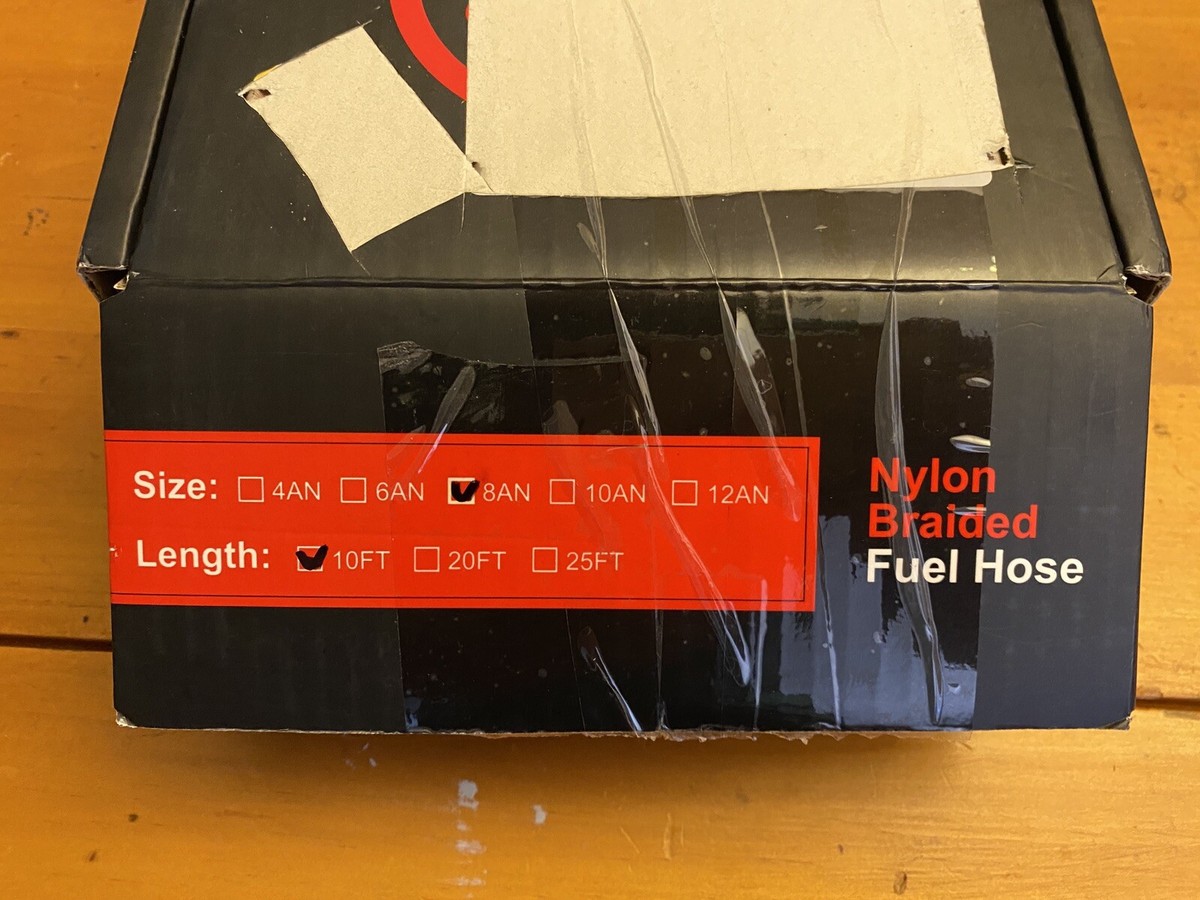 Size: 4AN 6AN 8AN 10AN 12AN
Length: 10FT 20FT 25FT
Nylon
Braided
Fuel Hose